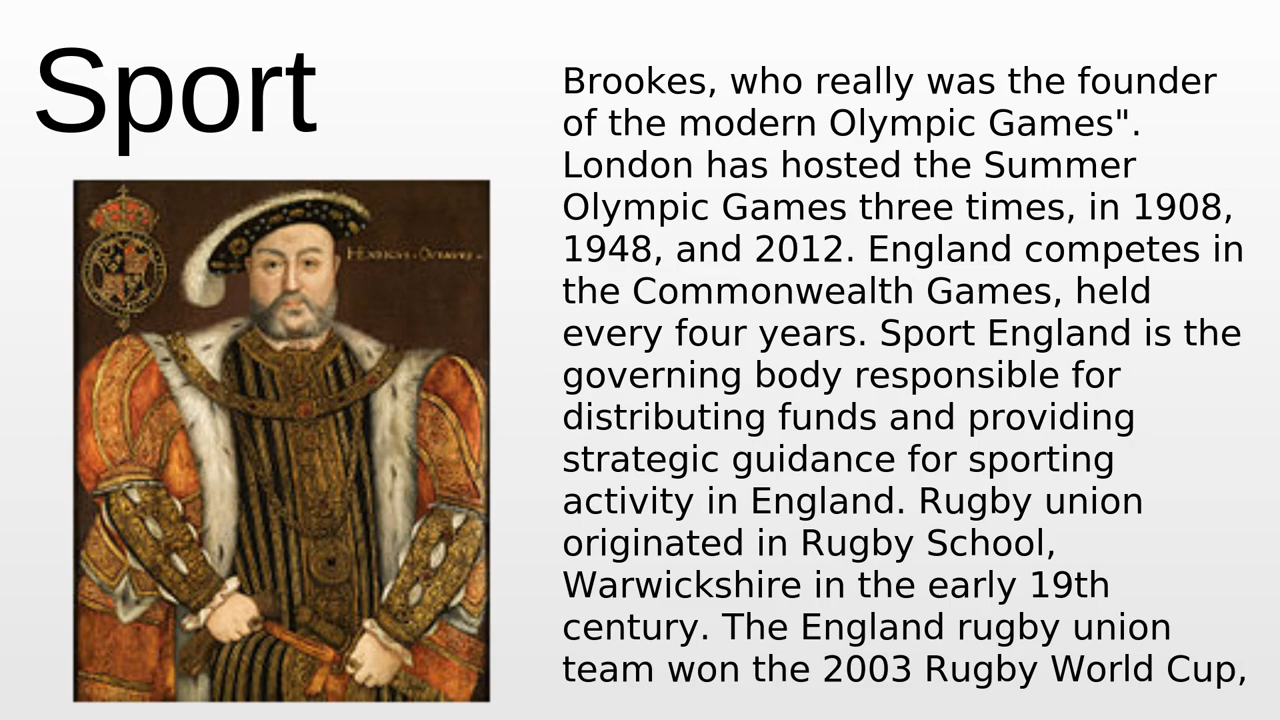 Sport
HENRICVS · OCTAVVS ·
Brookes, who really was the founder
of the modern Olympic Games".
London has hosted the Summer
Olympic Games three times, in 1908,
1948, and 2012. England competes in
the Commonwealth Games, held
every four years. Sport England is the
governing body responsible for
distributing funds and providing
strategic guidance for sporting
activity in England. Rugby union
originated in Rugby School,
Warwickshire in the early 19th
century. The England rugby union
team won the 2003 Rugby World Cup,